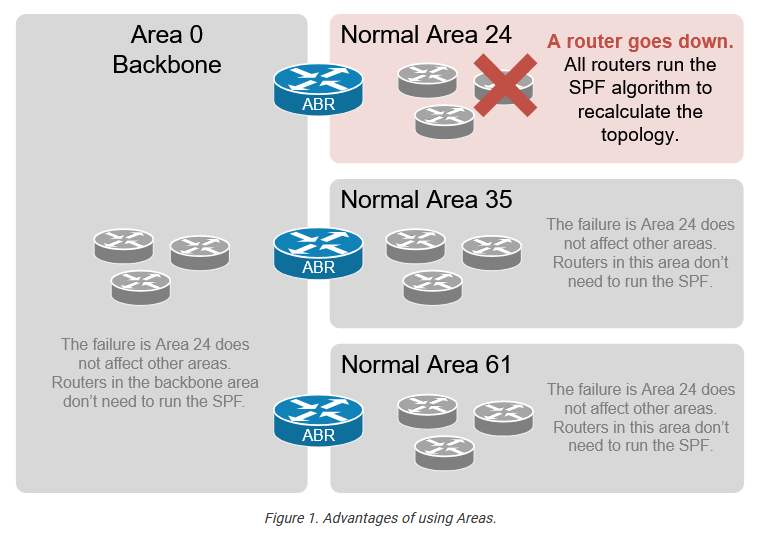 Area 0
Backbone
Normal Area 24
A router goes down.
All routers run the
SPF algorithm to
recalculate the
topology.
ABR
Normal Area 35
The failure is Area 24 does
not affect other areas.
Routers in this area don’t
need to run the SPF.
ABR
The failure is Area 24 does
not affect other areas.
Routers in the backbone area
don’t need to run the SPF.
Normal Area 61
The failure is Area 24 does
not affect other areas.
Routers in this area don’t
need to run the SPF.
ABR
Figure 1. Advantages of using Areas.